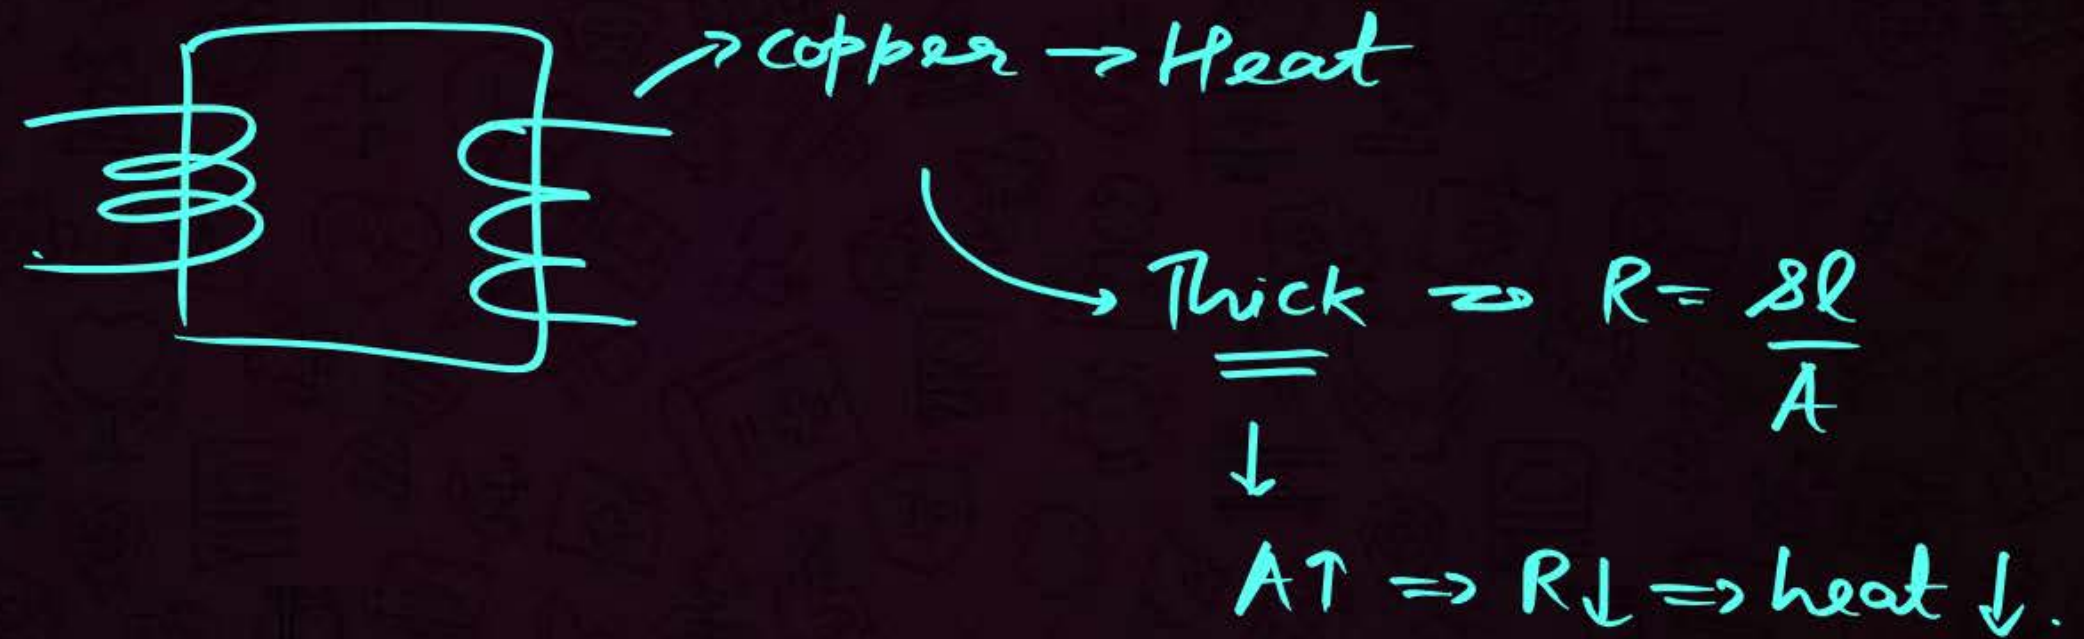 → copper → Heat
Thick ⇒ R = ρl/A
↓
A↑ ⇒ R↓ ⇒ heat ↓.